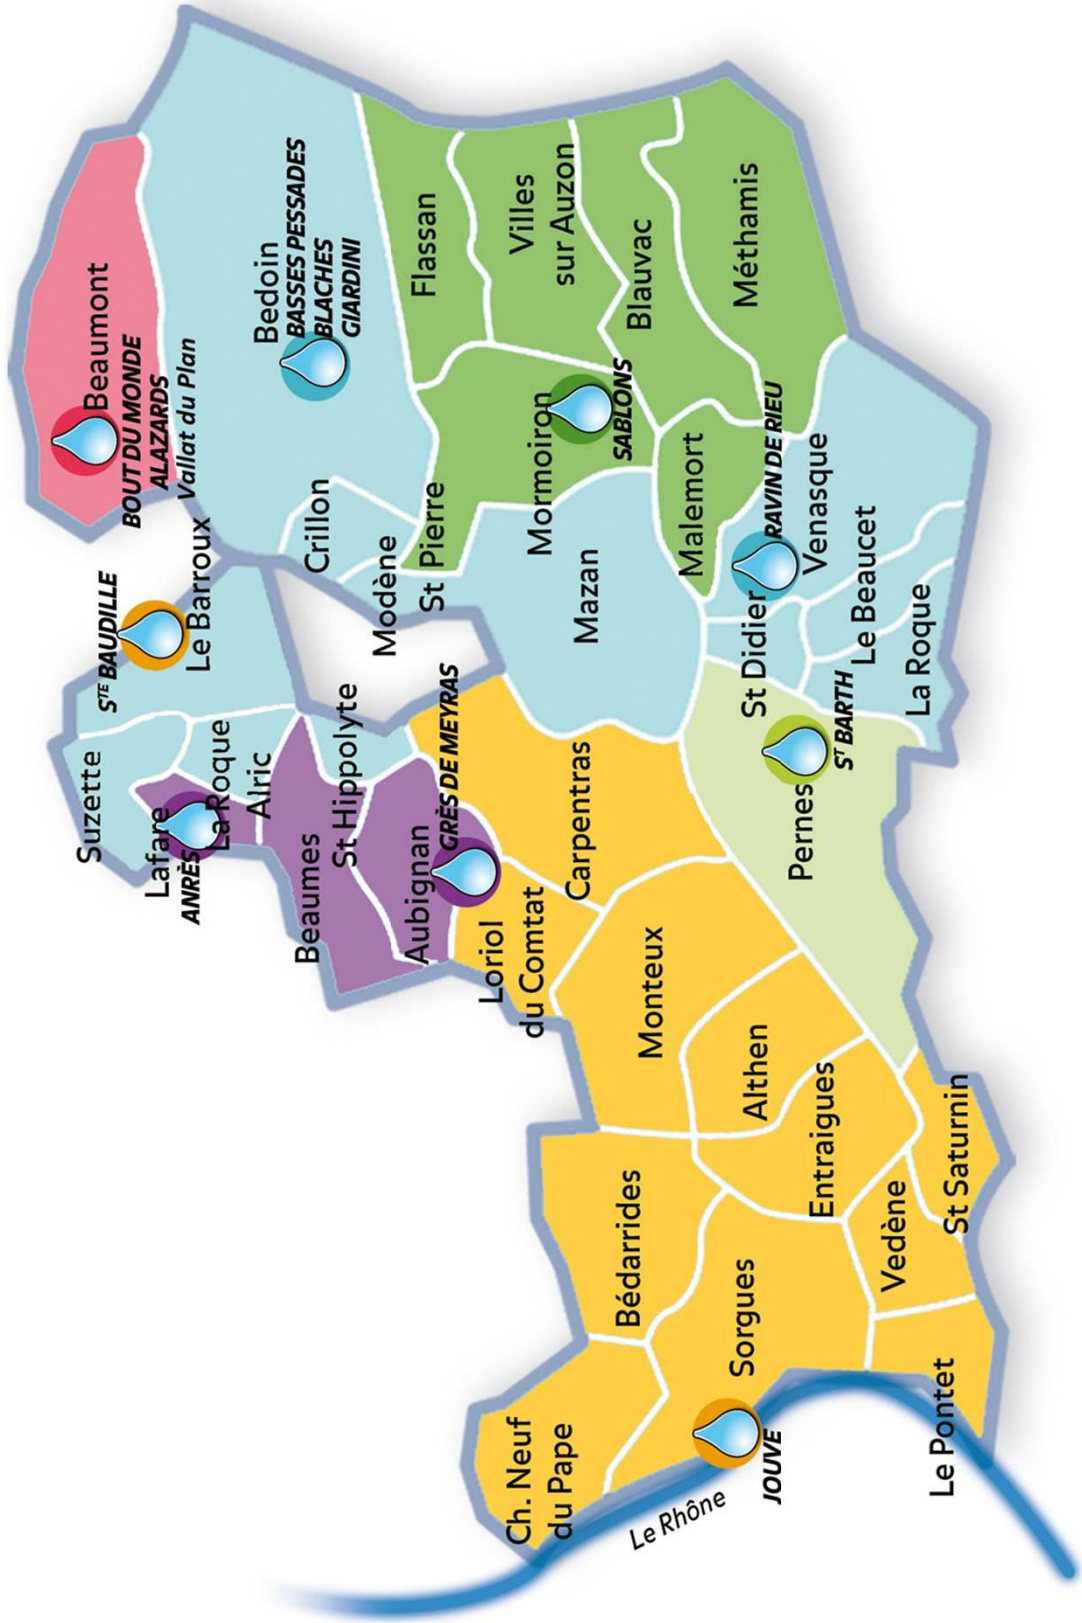 Beaumont
BOUT DU MONDE
ALAZARDS
Vallat du Plan
Bedoin
BASSES PESSADES
BLACHES
GIARDINI
STE BAUDILLE
Le Barroux
Suzette
Lafare
ANRÈS
La Roque
Alric
Crillon
Modène
St Pierre
Flassan
Villes
sur Auzon
Blauvac
Méthamis
Mormoiron
SABLONS
Malemort
Mazan
Beaumes
St Hippolyte
Aubignan
GRÈS DE MEYRAS
Loriol
du Comtat
Carpentras
RAVIN DE RIEU
Venasque
St Didier
Le Beaucet
La Roque
ST BARTH
Pernes
Monteux
Althen
Entraigues
Bédarrides
Sorgues
Vedène
St Saturnin
Le Pontet
Ch. Neuf
du Pape
Le Rhône
JOUVE